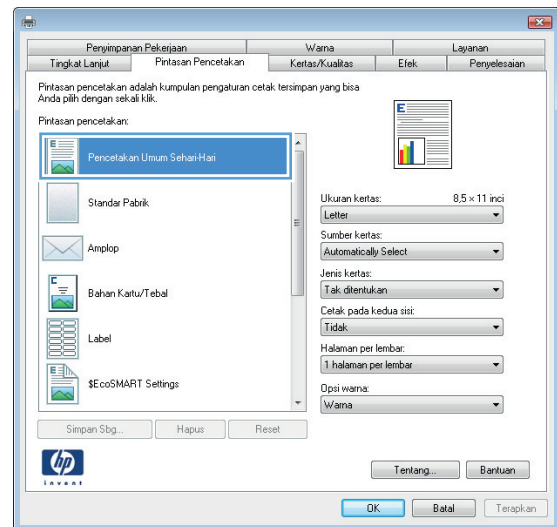 Penyimpanan Pekerjaan Warna Layanan
Tingkat Lanjut Pintasan Pencetakan Kertas/Kualitas Efek Penyelesaian
Pintasan pencetakan adalah kumpulan pengaturan cetak tersimpan yang bisa
Anda pilih dengan sekali klik.
Pintasan pencetakan:
Pencetakan Umum Sehari-Hari
Standar Pabrik
Amplop
Bahan Kartu/Tebal
Label
$EcoSMART Settings
Simpan Sbg... Hapus Reset
E
Ukuran kertas: 8,5 × 11 inci
Letter
Sumber kertas:
Automatically Select
Jenis kertas:
Tak ditentukan
Cetak pada kedua sisi:
Tidak
Halaman per lembar:
1 halaman per lembar
Opsi warna:
Warna
hp
invent
Tentang... Bantuan
OK Batal Terapkan